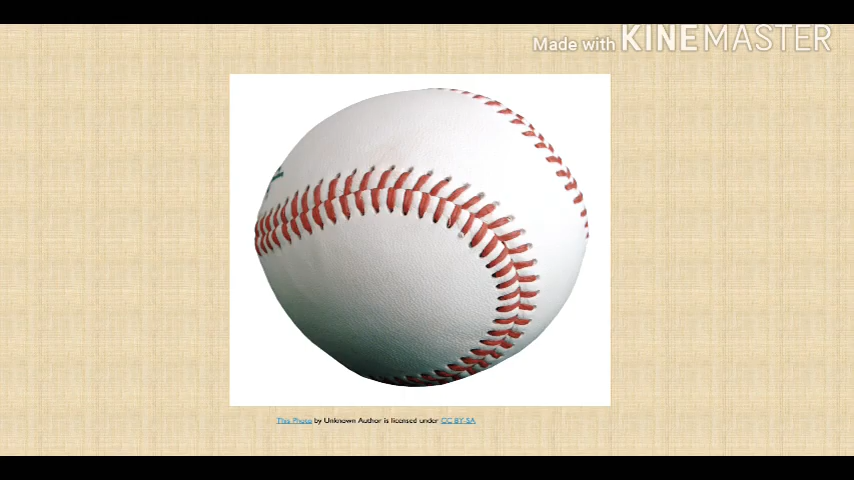 Made with KINEMASTER
This Photo by Unknown Author is licensed under CC BY-SA